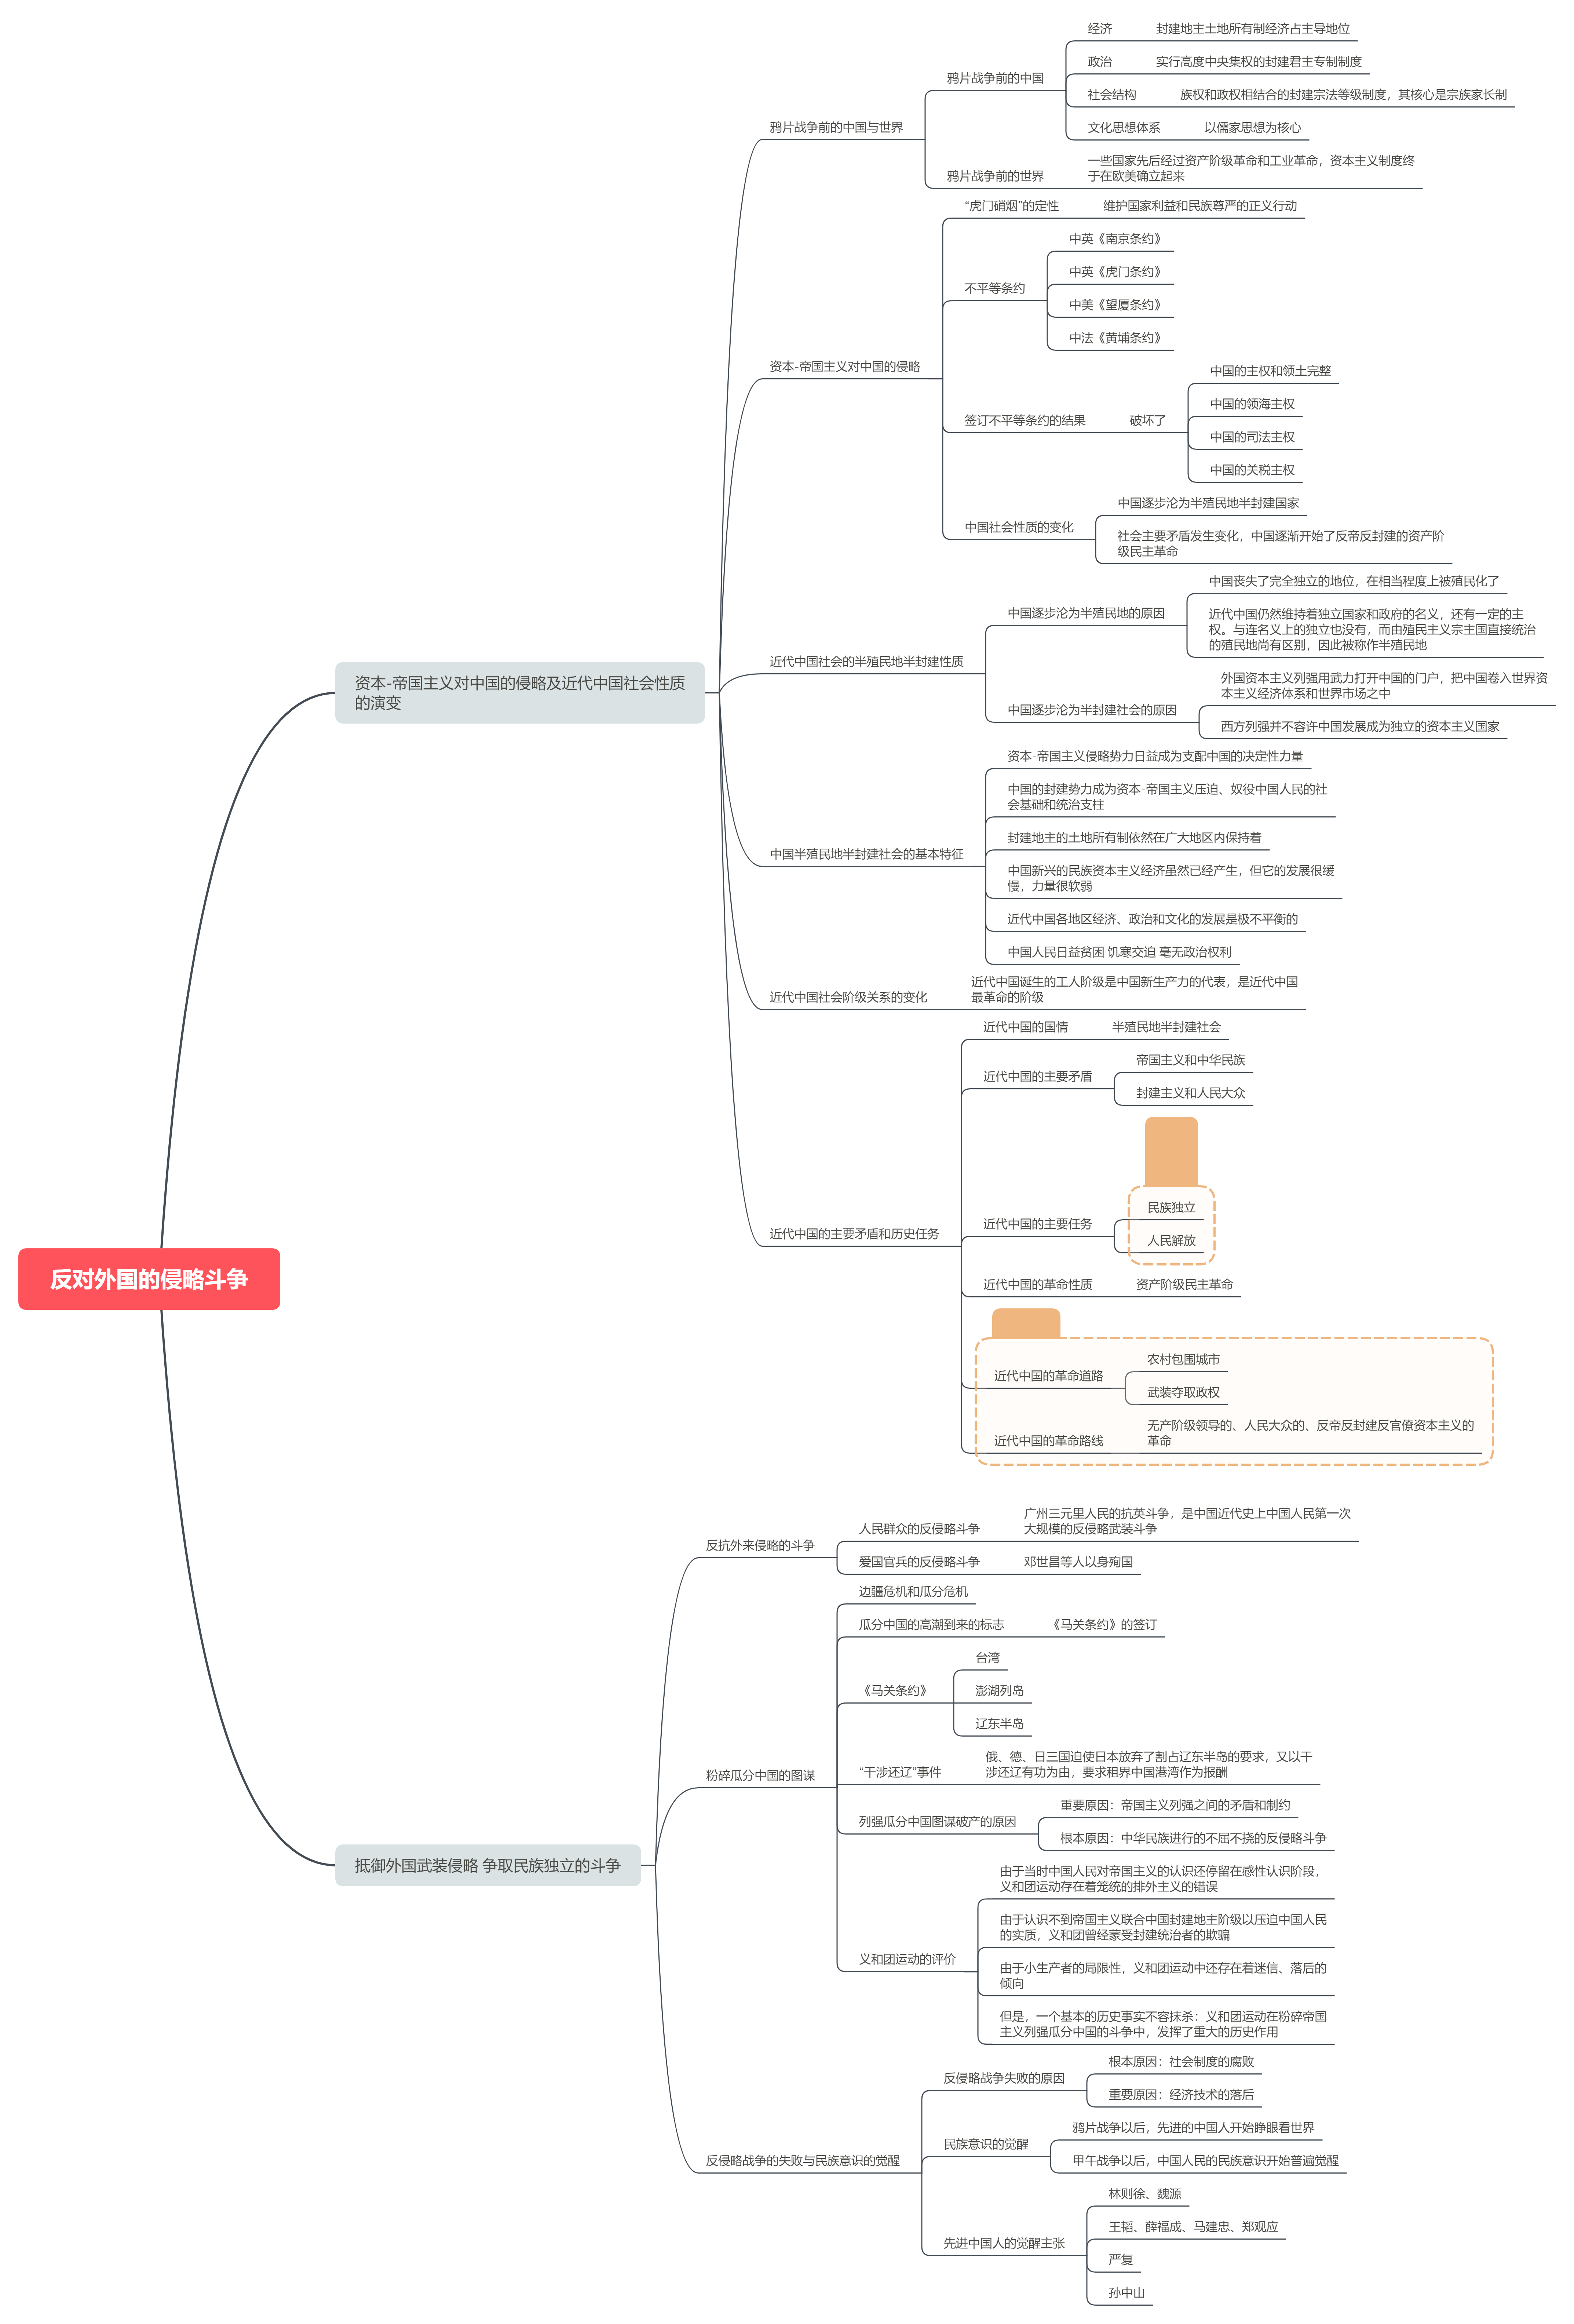 反对外国的侵略斗争
资本-帝国主义对中国的侵略及近代中国社会性质
的演变
鸦片战争前的中国与世界
鸦片战争前的中国
经济
封建地主土地所有制经济占主导地位
政治
实行高度中央集权的封建君主专制制度
社会结构
族权和政权相结合的封建宗法等级制度，其核心是宗族家长制
文化思想体系
以儒家思想为核心
鸦片战争前的世界
一些国家先后经过资产阶级革命和工业革命，资本主义制度终
于在欧美确立起来
资本-帝国主义对中国的侵略
“虎门硝烟”的定性
维护国家利益和民族尊严的正义行动
不平等条约
中英《南京条约》
中英《虎门条约》
中美《望厦条约》
中法《黄埔条约》
签订不平等条约的结果
破坏了
中国的主权和领土完整
中国的领海主权
中国的司法主权
中国的关税主权
中国社会性质的变化
中国逐步沦为半殖民地半封建国家
社会主要矛盾发生变化，中国逐渐开始了反帝反封建的资产阶
级民主革命
近代中国社会的半殖民地半封建性质
中国逐步沦为半殖民地的原因
中国丧失了完全独立的地位，在相当程度上被殖民化了
近代中国仍然维持着独立国家和政府的名义，还有一定的主
权。与连名义上的独立也没有，而由殖民主义宗主国直接统治
的殖民地尚有区别，因此被称作半殖民地
中国逐步沦为半封建社会的原因
外国资本主义列强用武力打开中国的门户，把中国卷入世界资
本主义经济体系和世界市场之中
西方列强并不容许中国发展成为独立的资本主义国家
中国半殖民地半封建社会的基本特征
资本-帝国主义侵略势力日益成为支配中国的决定性力量
中国的封建势力成为资本-帝国主义压迫、奴役中国人民的社
会基础和统治支柱
封建地主的土地所有制依然在广大地区内保持着
中国新兴的民族资本主义经济虽然已经产生，但它的发展很缓
慢，力量很软弱
近代中国各地区经济、政治和文化的发展是极不平衡的
中国人民日益贫困 饥寒交迫 毫无政治权利
近代中国社会阶级关系的变化
近代中国诞生的工人阶级是中国新生产力的代表，是近代中国
最革命的阶级
近代中国的主要矛盾和历史任务
近代中国的国情
半殖民地半封建社会
近代中国的主要矛盾
帝国主义和中华民族
封建主义和人民大众
近代中国的主要任务
民族独立
人民解放
近代中国的革命性质
资产阶级民主革命
近代中国的革命道路
农村包围城市
武装夺取政权
近代中国的革命路线
无产阶级领导的、人民大众的、反帝反封建反官僚资本主义的
革命
抵御外国武装侵略 争取民族独立的斗争
反抗外来侵略的斗争
人民群众的反侵略斗争
广州三元里人民的抗英斗争，是中国近代史上中国人民第一次
大规模的反侵略武装斗争
爱国官兵的反侵略斗争
邓世昌等人以身殉国
粉碎瓜分中国的图谋
边疆危机和瓜分危机
瓜分中国的高潮到来的标志
《马关条约》的签订
《马关条约》
台湾
澎湖列岛
辽东半岛
“干涉还辽”事件
俄、德、日三国迫使日本放弃了割占辽东半岛的要求，又以干
涉还辽有功为由，要求租界中国港湾作为报酬
列强瓜分中国图谋破产的原因
重要原因：帝国主义列强之间的矛盾和制约
根本原因：中华民族进行的不屈不挠的反侵略斗争
义和团运动的评价
由于当时中国人民对帝国主义的认识还停留在感性认识阶段，
义和团运动存在着笼统的排外主义的错误
由于认识不到帝国主义联合中国封建地主阶级以压迫中国人民
的实质，义和团曾经蒙受封建统治者的欺骗
由于小生产者的局限性，义和团运动中还存在着迷信、落后的
倾向
但是，一个基本的历史事实不容抹杀：义和团运动在粉碎帝国
主义列强瓜分中国的斗争中，发挥了重大的历史作用
反侵略战争的失败与民族意识的觉醒
反侵略战争失败的原因
根本原因：社会制度的腐败
重要原因：经济技术的落后
民族意识的觉醒
鸦片战争以后，先进的中国人开始睁眼看世界
甲午战争以后，中国人民的民族意识开始普遍觉醒
先进中国人的觉醒主张
林则徐、魏源
王韬、薛福成、马建忠、郑观应
严复
孙中山